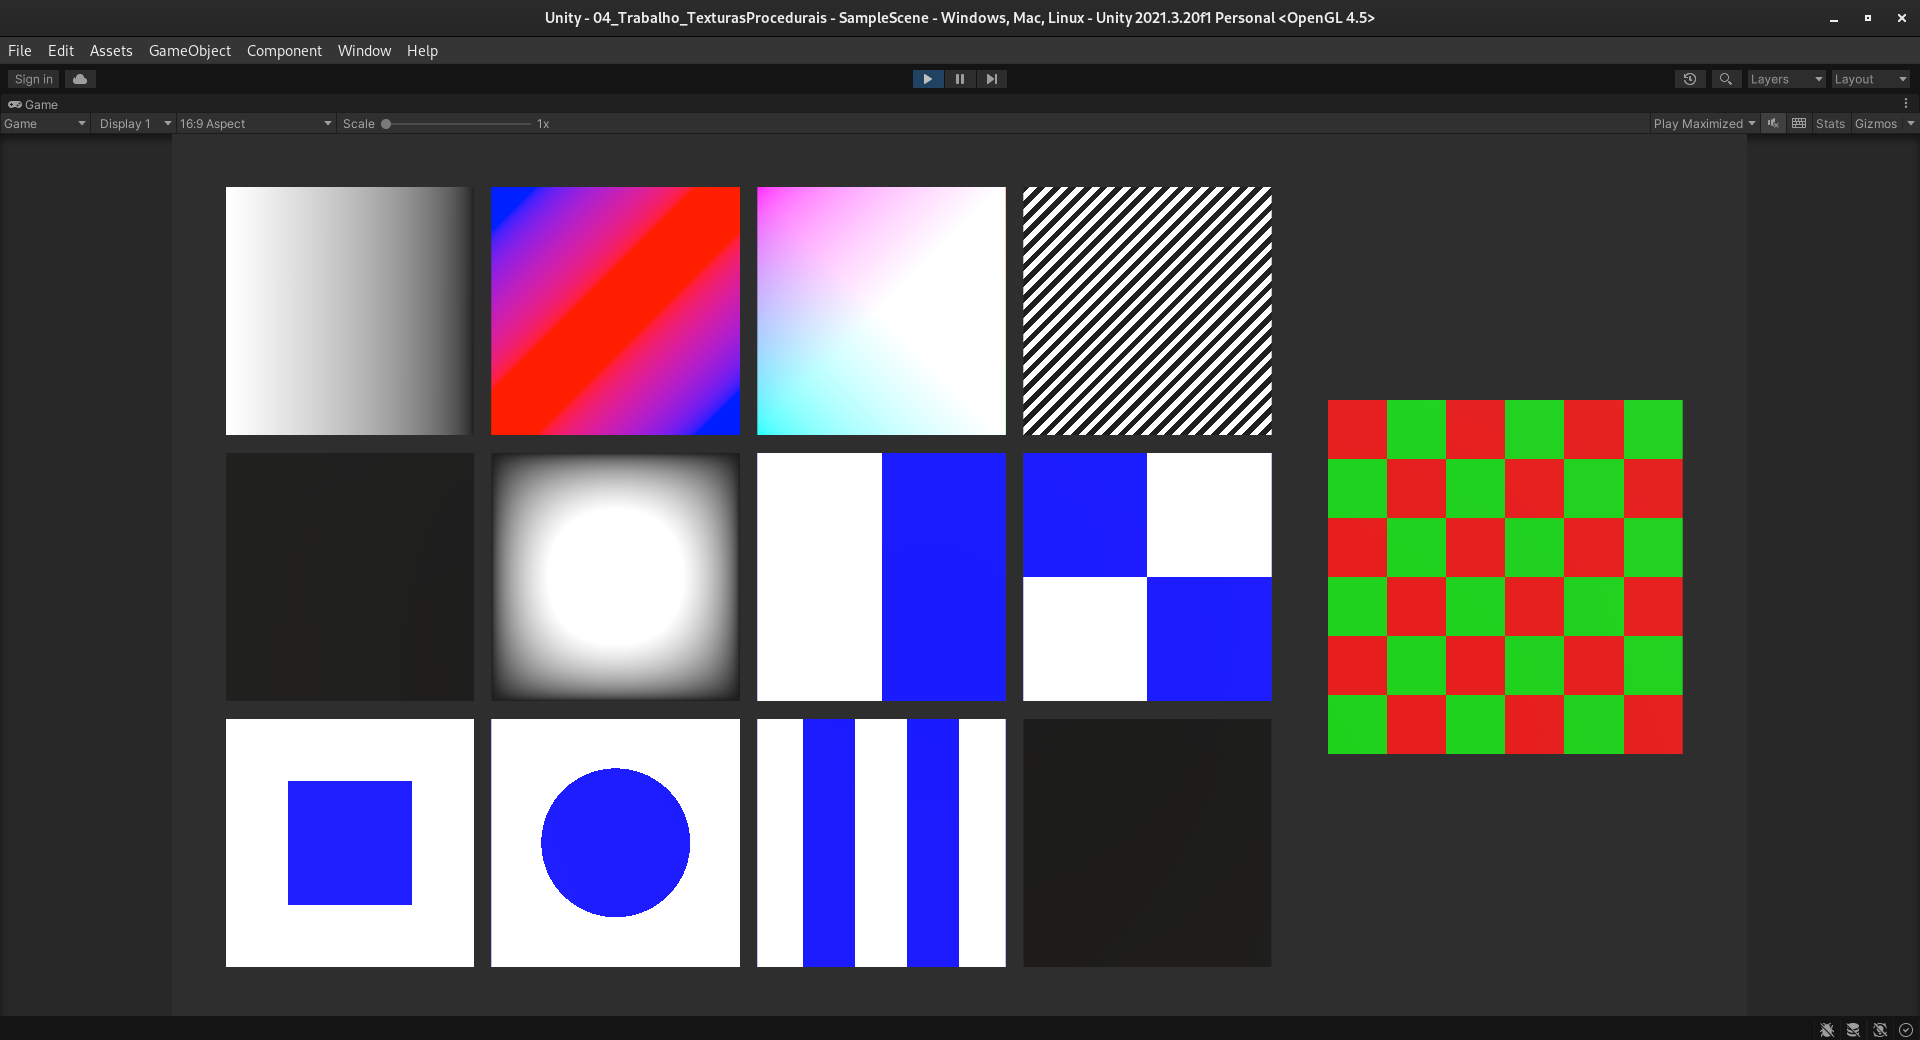 Unity - 04_Trabalho_TexturasProcedurais - SampleScene - Windows, Mac, Linux - Unity 2021.3.20f1 Personal <OpenGL 4.5>
File Edit Assets GameObject Component Window Help
Sign in Layers Layout
Game
Game Display 1 16:9 Aspect Scale 1x Play Maximized Stats Gizmos